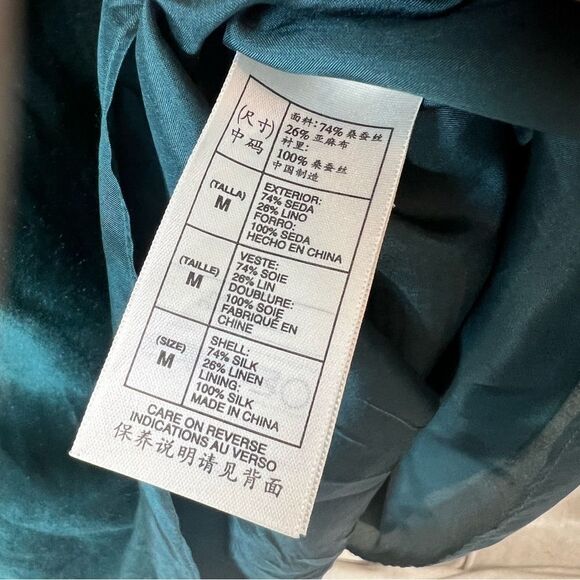 (尺寸)
中码
面料:74% 桑蚕丝
26% 亚麻布
衬里:
100% 桑蚕丝
中国制造
(TALLA)
M
EXTERIOR:
74% SEDA
26% LINO
FORRO:
100% SEDA
HECHO EN CHINA
(TAILLE)
M
VESTE:
74% SOIE
26% LIN
DOUBLURE:
100% SOIE
FABRIQUÉ EN
CHINE
(SIZE)
M
SHELL:
74% SILK
26% LINEN
LINING:
100% SILK
MADE IN CHINA
CARE ON REVERSE
INDICATIONS AU VERSO
保养说明请见背面